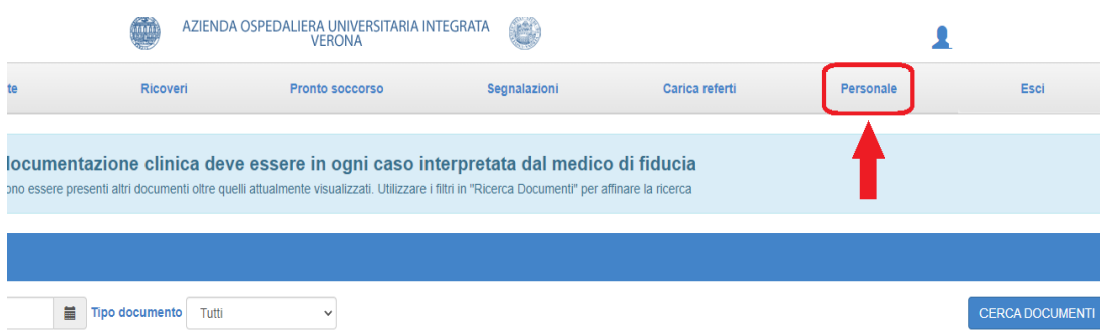 AZIENDA OSPEDALIERA UNIVERSITARIA INTEGRATA
VERONA
te Ricoveri Pronto soccorso Segnalazioni Carica referti Personale Esci
documentazione clinica deve essere in ogni caso interpretata dal medico di fiducia
ono essere presenti altri documenti oltre quelli attualmente visualizzati. Utilizzare i filtri in "Ricerca Documenti" per affinare la ricerca
Tipo documento Tutti CERCA DOCUMENTI